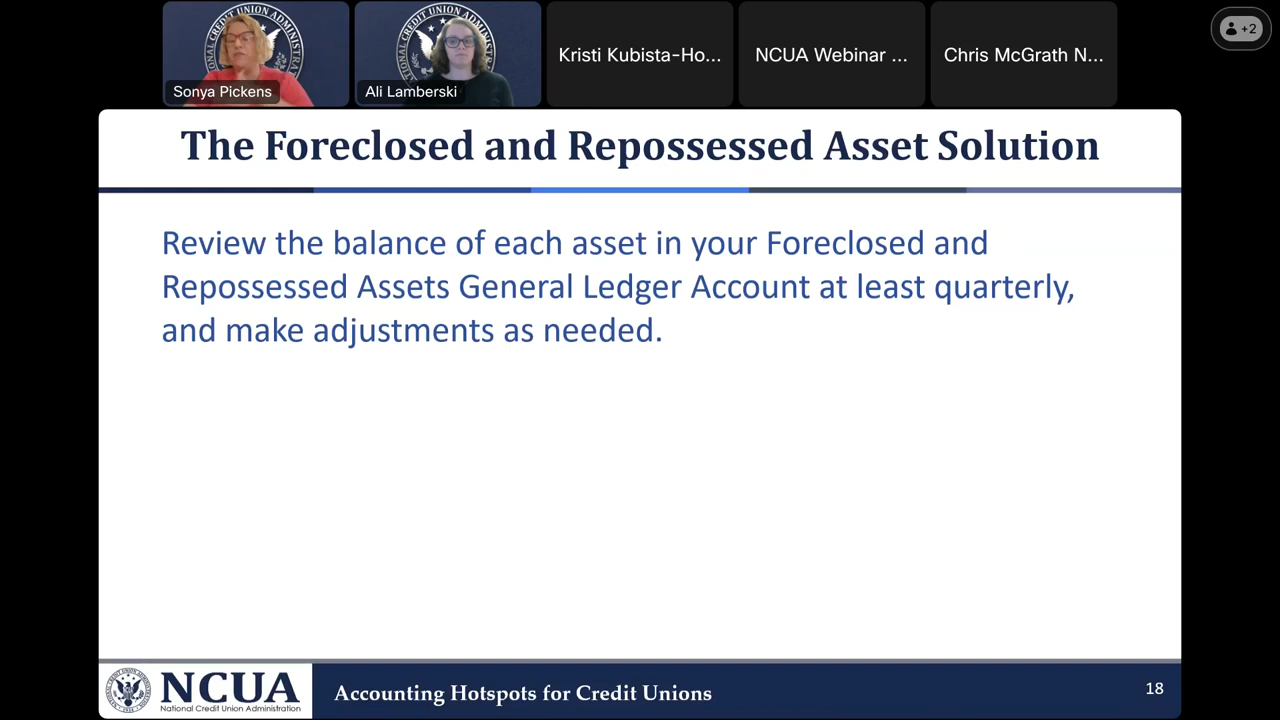 Sonya Pickens
Ali Lamberski
Kristi Kubista-Ho...
NCUA Webinar ...
Chris McGrath N...
+2
The Foreclosed and Repossessed Asset Solution
Review the balance of each asset in your Foreclosed and
Repossessed Assets General Ledger Account at least quarterly,
and make adjustments as needed.
NCUA
National Credit Union Administration
Accounting Hotspots for Credit Unions
18